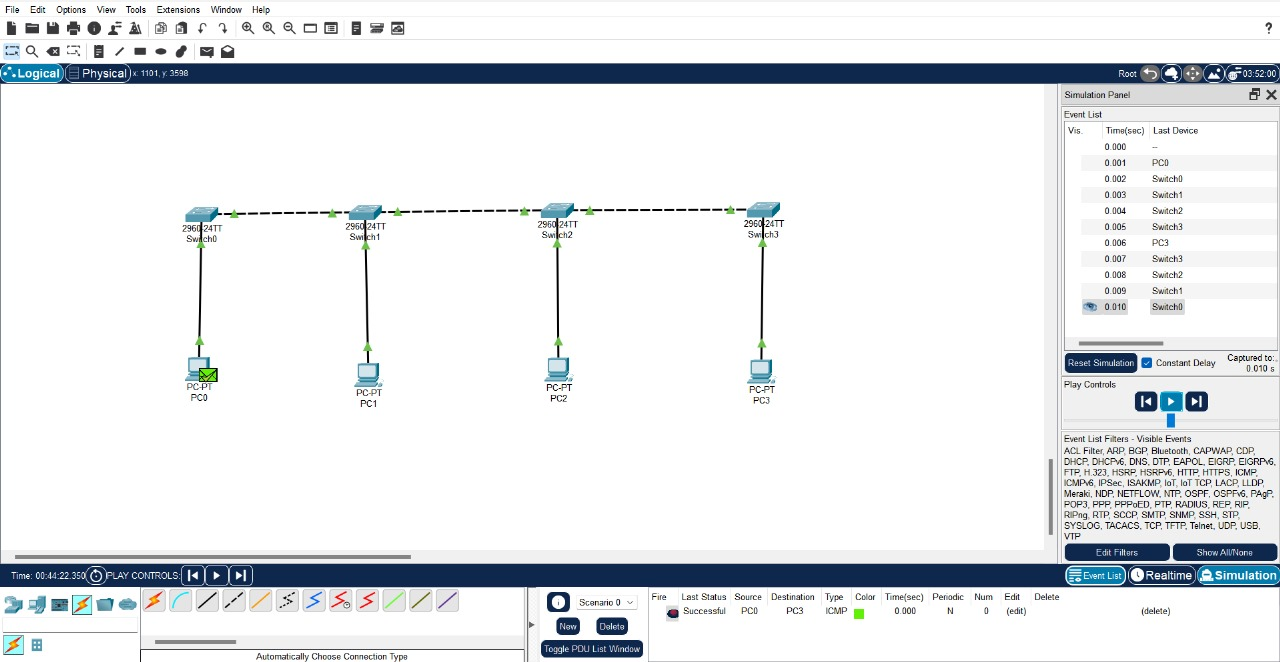 File Edit Options View Tools Extensions Window Help
?
Logical Physical x: 1101, y: 3598 Root 03:52:00
Simulation Panel
Event List
Vis. Time(sec) Last Device
0.000 --
0.001 PC0
0.002 Switch0
0.003 Switch1
0.004 Switch2
0.005 Switch3
0.006 PC3
0.007 Switch3
0.008 Switch2
0.009 Switch1
0.010 Switch0
2960-24TT
Switch0
2960-24TT
Switch1
2960-24TT
Switch2
2960-24TT
Switch3
PC-PT
PC0
PC-PT
PC1
PC-PT
PC2
PC-PT
PC3
Reset Simulation Constant Delay Captured to:
0.010 s
Play Controls
Event List Filters - Visible Events
ACL Filter, ARP, BGP, Bluetooth, CAPWAP, CDP,
DHCP, DHCPv6, DNS, DTP, EAPOL, EIGRP, EIGRPv6,
FTP, H.323, HSRP, HSRPv6, HTTP, HTTPS, ICMP,
ICMPv6, IPSec, ISAKMP, IoT, IoT TCP, LACP, LLDP,
Meraki, NDP, NETFLOW, NTP, OSPF, OSPFv6, PAgP,
POP3, PPP, PPPoED, PTP, RADIUS, REP, RIP,
RIPng, RTP, SCCP, SMTP, SNMP, SSH, STP,
SYSLOG, TACACS, TCP, TFTP, Telnet, UDP, USB,
VTP
Edit Filters Show All/None
Time: 00:44:22.350 PLAY CONTROLS: Event List Realtime Simulation
Scenario 0
New Delete
Toggle PDU List Window
Fire Last Status Source Destination Type Color Time(sec) Periodic Num Edit Delete
Successful PC0 PC3 ICMP 0.000 N 0 (edit) (delete)
Automatically Choose Connection Type